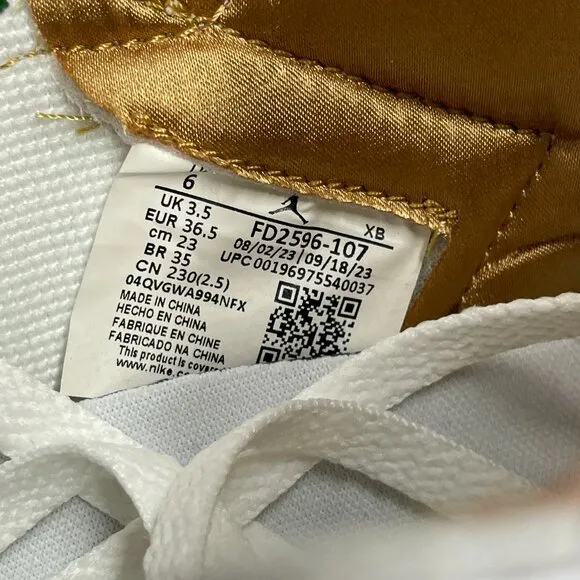 6
UK 3.5
EUR 36.5
cm 23
BR 35
CN 230(2.5)
XB
FD2596-107
08/02/23 | 09/18/23
UPC 00196975540037
04QVGWA994NFX
MADE IN CHINA
HECHO EN CHINA
FABRIQUE EN CHINE
FABRICADO NA CHINA
This product is covere
www.nike.co